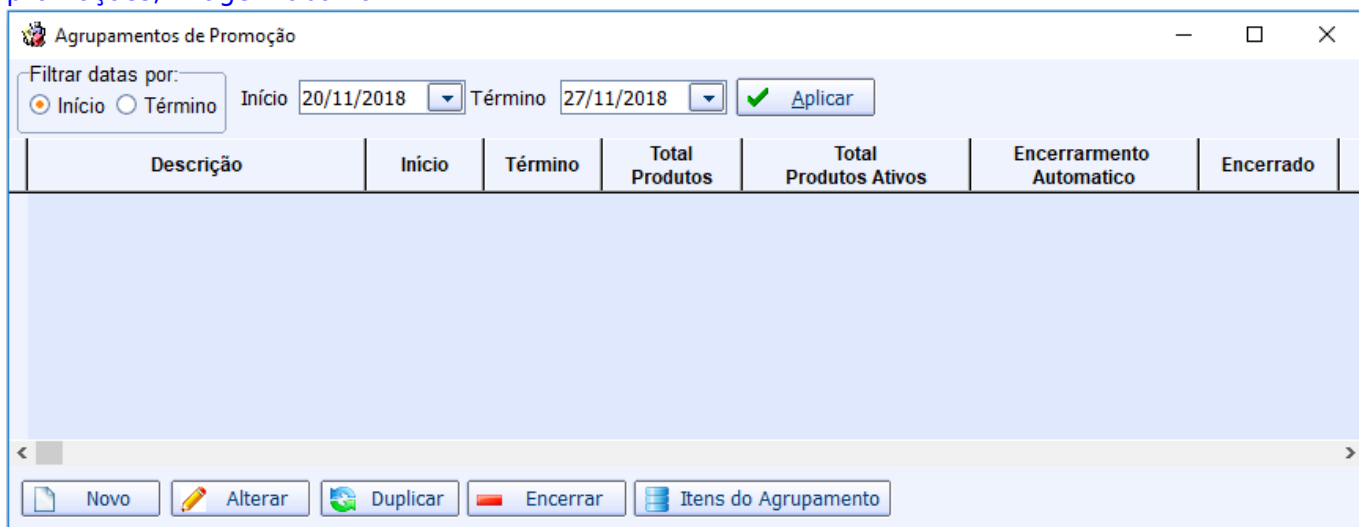 Agrupamentos de Promoção
Filtrar datas por:
Início Término Início 20/11/2018 Término 27/11/2018 Aplicar
Descrição Início Término Total Produtos Total Produtos Ativos Encerrarmento Automatico Encerrado
Novo Alterar Duplicar Encerrar Itens do Agrupamento